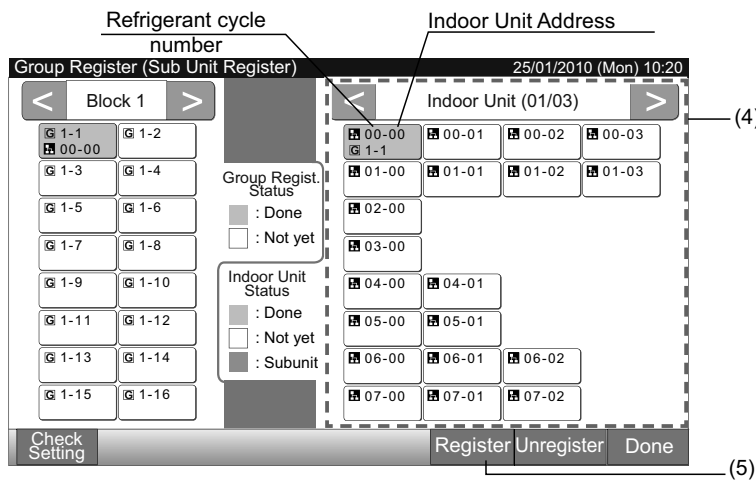 Refrigerant cycle
number
Indoor Unit Address
Group Register (Sub Unit Register)
25/01/2010 (Mon) 10:20
< Block 1 >
G 1-1
00-00
G 1-2
G 1-3
G 1-4
G 1-5
G 1-6
G 1-7
G 1-8
G 1-9
G 1-10
G 1-11
G 1-12
G 1-13
G 1-14
G 1-15
G 1-16
Group Regist.
Status
: Done
: Not yet
Indoor Unit
Status
: Done
: Not yet
: Subunit
< Indoor Unit (01/03) >
00-00
G 1-1
00-01
00-02
00-03
01-00
01-01
01-02
01-03
02-00
03-00
04-00
04-01
05-00
05-01
06-00
06-01
06-02
07-00
07-01
07-02
(4)
Check
Setting
Register
Unregister
Done
(5)